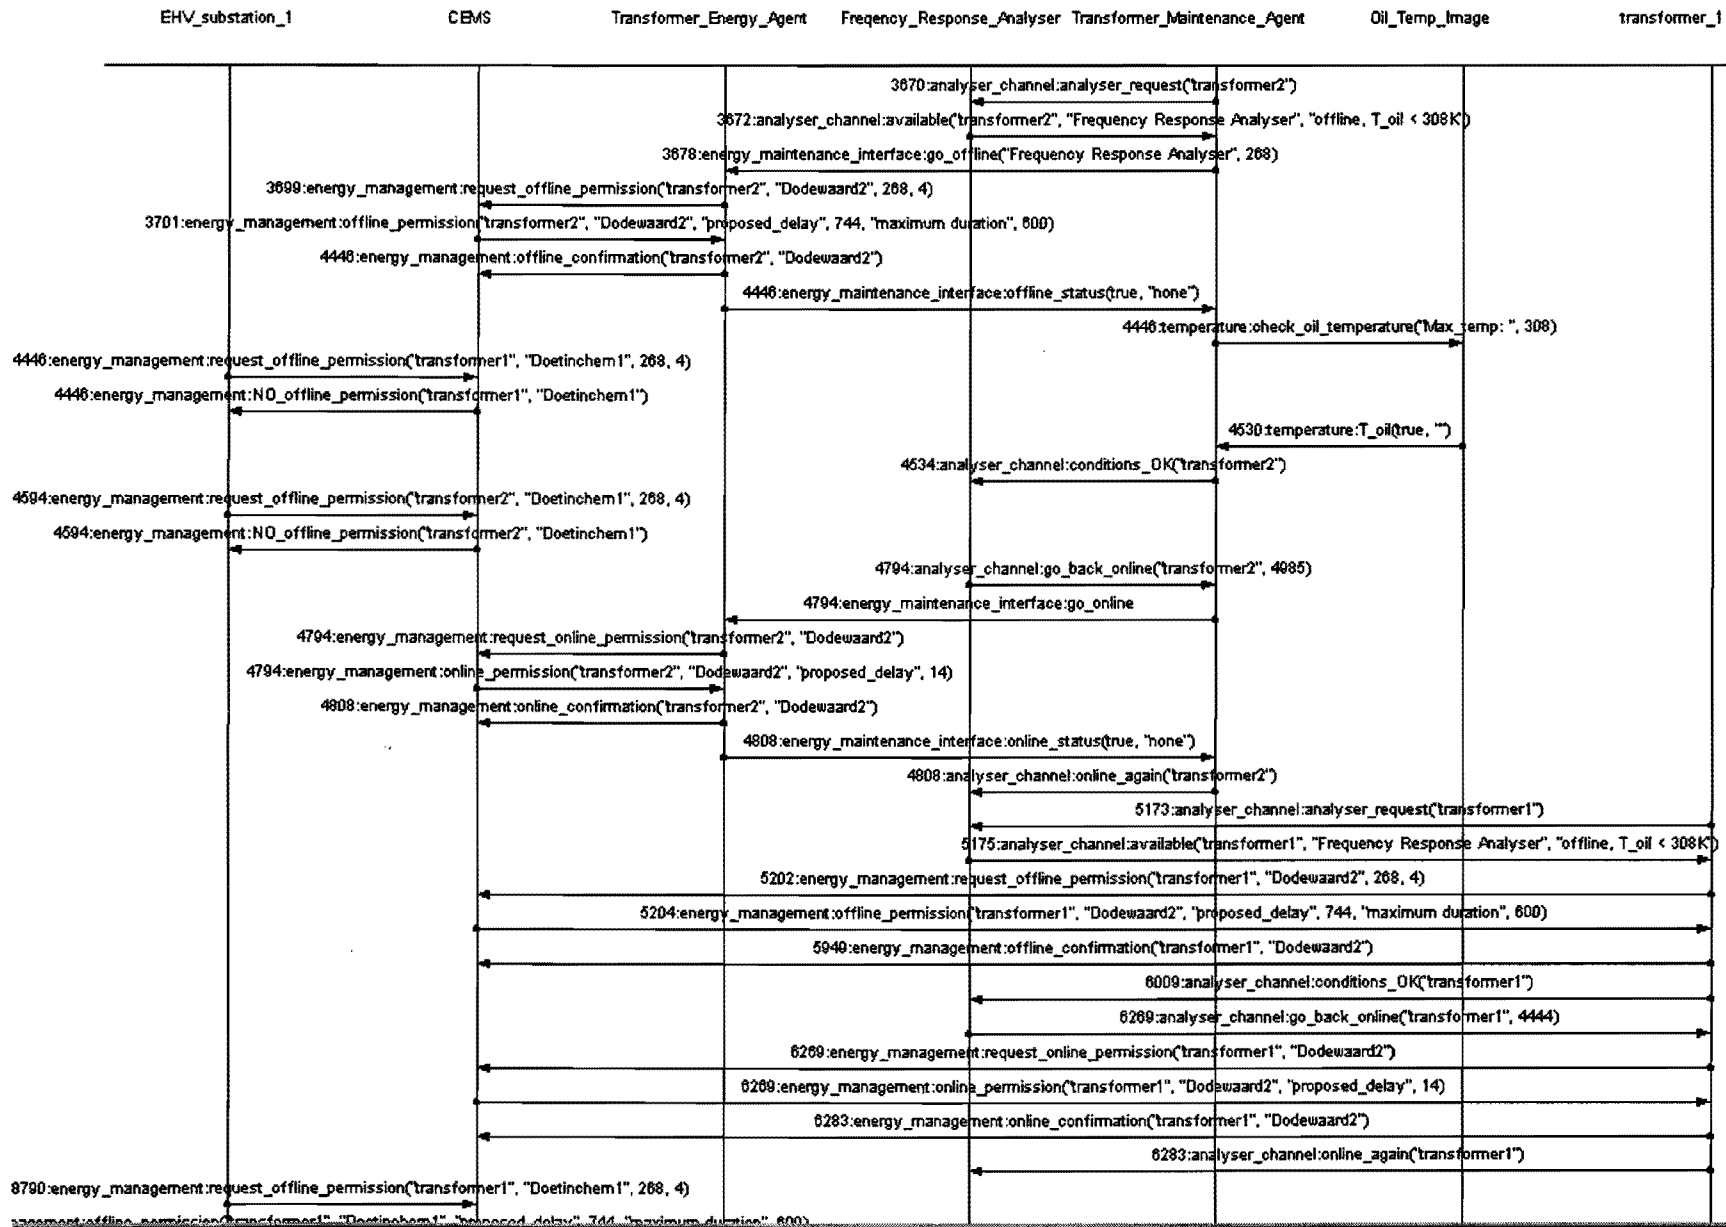 EHV_substation_1 CEMS Transformer_Energy_Agent Freqency_Response_Analyser Transformer_Maintenance_Agent Oil_Temp_Image transformer_1
3670:analyser_channel:analyser_request("transformer2")
3672:analyser_channel:available("transformer2", "Frequency Response Analyser", "offline, T_oil < 308K")
3678:energy_maintenance_interface:go_offline("Frequency Response Analyser", 268)
3699:energy_management:request_offline_permission("transformer2", "Dodewaard2", 268, 4)
3701:energy_management:offline_permission("transformer2", "Dodewaard2", "proposed_delay", 744, "maximum duration", 600)
4446:energy_management:offline_confirmation("transformer2", "Dodewaard2")
4446:energy_maintenance_interface:offline_status(true, "none")
4446:temperature:check_oil_temperature("Max_temp: ", 308)
4446:energy_management:request_offline_permission("transformer1", "Doetinchem1", 268, 4)
4446:energy_management:NO_offline_permission("transformer1", "Doetinchem1")
4530:temperature:T_oil(true, "")
4534:analyser_channel:conditions_OK("transformer2")
4594:energy_management:request_offline_permission("transformer2", "Doetinchem1", 268, 4)
4594:energy_management:NO_offline_permission("transformer2", "Doetinchem1")
4794:analyser_channel:go_back_online("transformer2", 4985)
4794:energy_maintenance_interface:go_online
4794:energy_management:request_online_permission("transformer2", "Dodewaard2")
4794:energy_management:online_permission("transformer2", "Dodewaard2", "proposed_delay", 14)
4808:energy_management:online_confirmation("transformer2", "Dodewaard2")
4808:energy_maintenance_interface:online_status(true, "none")
4808:analyser_channel:online_again("transformer2")
5173:analyser_channel:analyser_request("transformer1")
5175:analyser_channel:available("transformer1", "Frequency Response Analyser", "offline, T_oil < 308K")
5202:energy_management:request_offline_permission("transformer1", "Dodewaard2", 268, 4)
5204:energy_management:offline_permission("transformer1", "Dodewaard2", "proposed_delay", 744, "maximum duration", 600)
5949:energy_management:offline_confirmation("transformer1", "Dodewaard2")
6009:analyser_channel:conditions_OK("transformer1")
6269:analyser_channel:go_back_online("transformer1", 4444)
6269:energy_management:request_online_permission("transformer1", "Dodewaard2")
6269:energy_management:online_permission("transformer1", "Dodewaard2", "proposed_delay", 14)
6283:energy_management:online_confirmation("transformer1", "Dodewaard2")
6283:analyser_channel:online_again("transformer1")
8790:energy_management:request_offline_permission("transformer1", "Doetinchem1", 268, 4)
agement:offline_permission("transformer1", "Doetinchem1", "proposed_delay", 744, "maximum duration", 600)